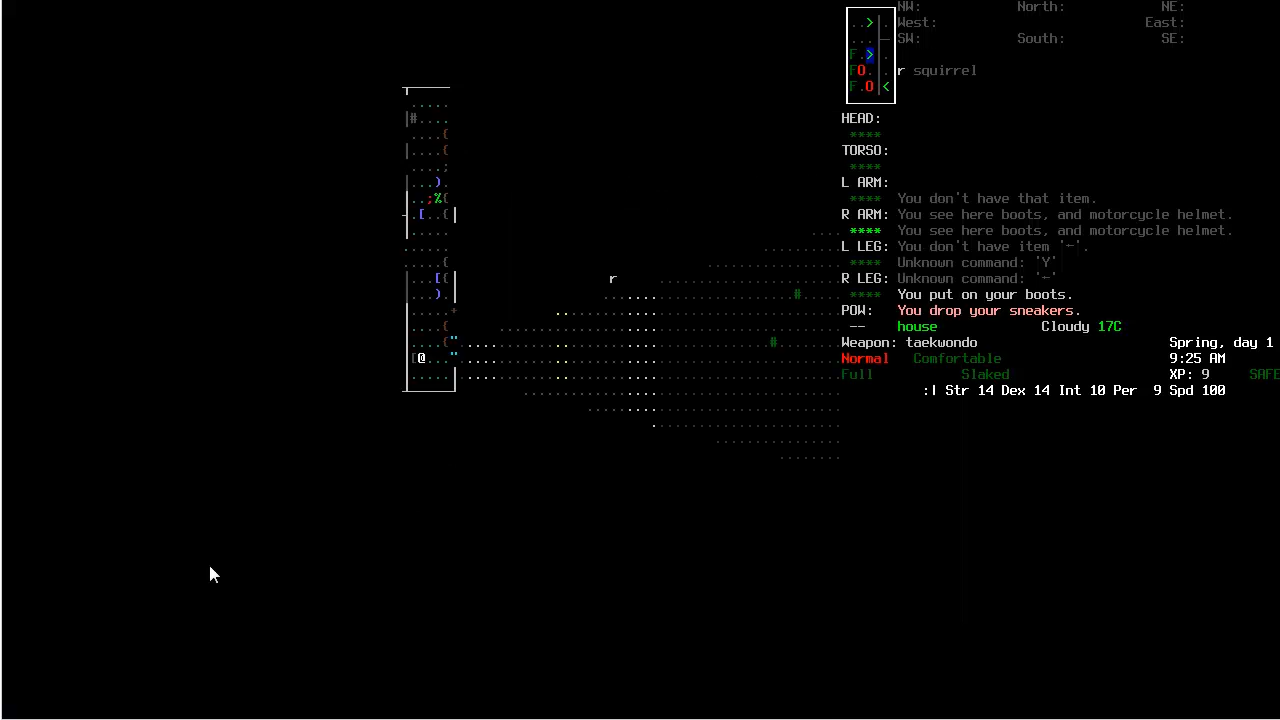 NW: North: NE:
West: East:
SW: South: SE:
r squirrel
HEAD:
****
TORSO:
****
L ARM:
**** You don't have that item.
R ARM: You see here boots, and motorcycle helmet.
**** You see here boots, and motorcycle helmet.
L LEG: You don't have item '←'.
**** Unknown command: 'Y'
R LEG: Unknown command: '←'
**** You put on your boots.
POW: You drop your sneakers.
-- house Cloudy 17C
Weapon: taekwondo Spring, day 1
Normal Comfortable 9:25 AM
Full Slaked XP: 9 SAFE
:| Str 14 Dex 14 Int 10 Per 9 Spd 100